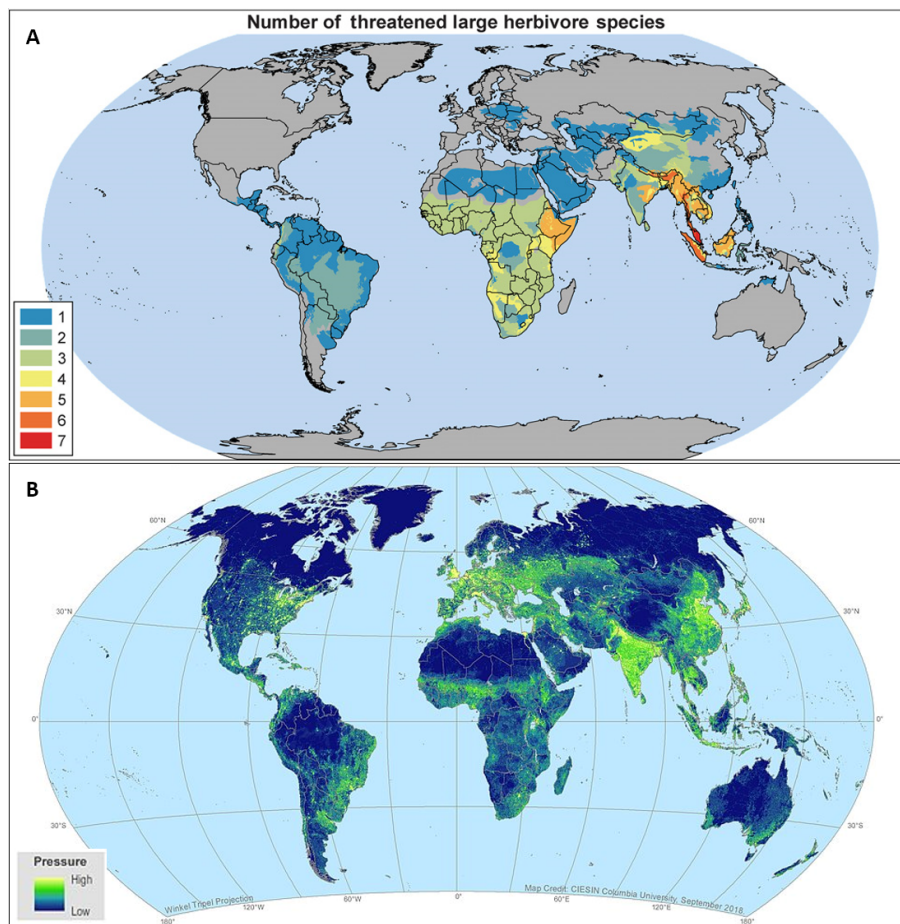 Number of threatened large herbivore species
A
1
2
3
4
5
6
7
B
60°N
60°N
30°N
30°N
0°
0°
30°S
30°S
Pressure
High
Low
Winkel Tripel Projection
Map Credit: CIESIN Columbia University, September 2018
180°
120°W
60°W
0°
60°E
120°E
180°